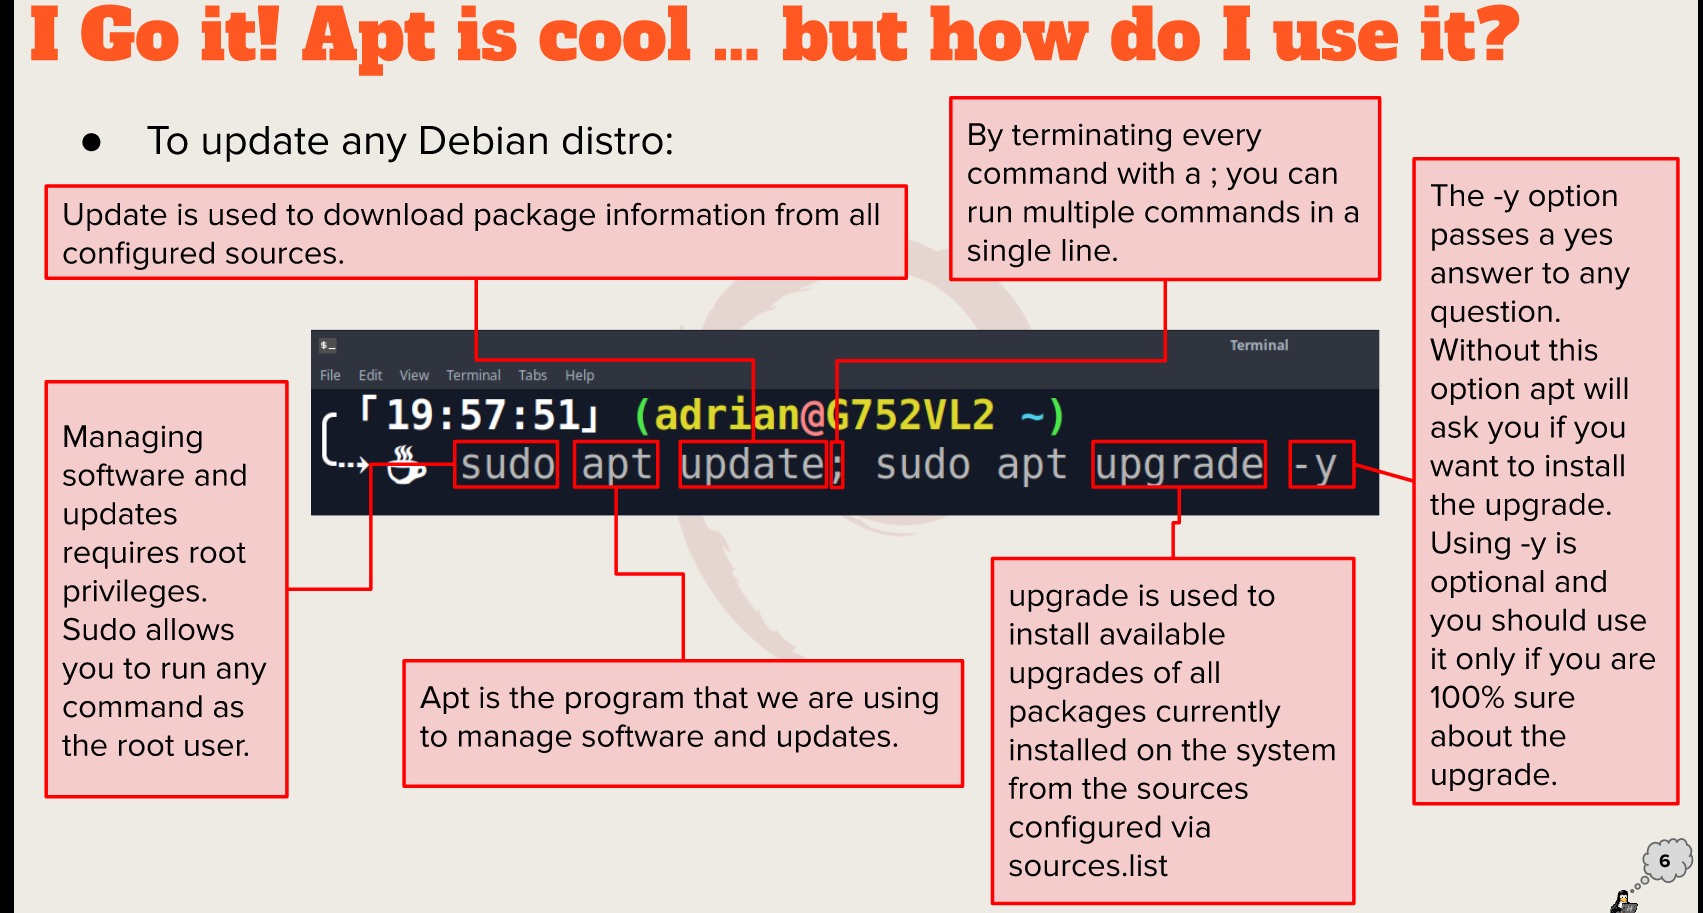 I Go it! Apt is cool ... but how do I use it?
● To update any Debian distro:
Update is used to download package information from all
configured sources.
By terminating every
command with a ; you can
run multiple commands in a
single line.
The -y option
passes a yes
answer to any
question.
Without this
option apt will
ask you if you
want to install
the upgrade.
Using -y is
optional and
you should use
it only if you are
100% sure
about the
upgrade.
$_
Terminal
File Edit View Terminal Tabs Help
「19:57:51」 (adrian@G752VL2 ~)
sudo apt update; sudo apt upgrade -y
Managing
software and
updates
requires root
privileges.
Sudo allows
you to run any
command as
the root user.
Apt is the program that we are using
to manage software and updates.
upgrade is used to
install available
upgrades of all
packages currently
installed on the system
from the sources
configured via
sources.list
6